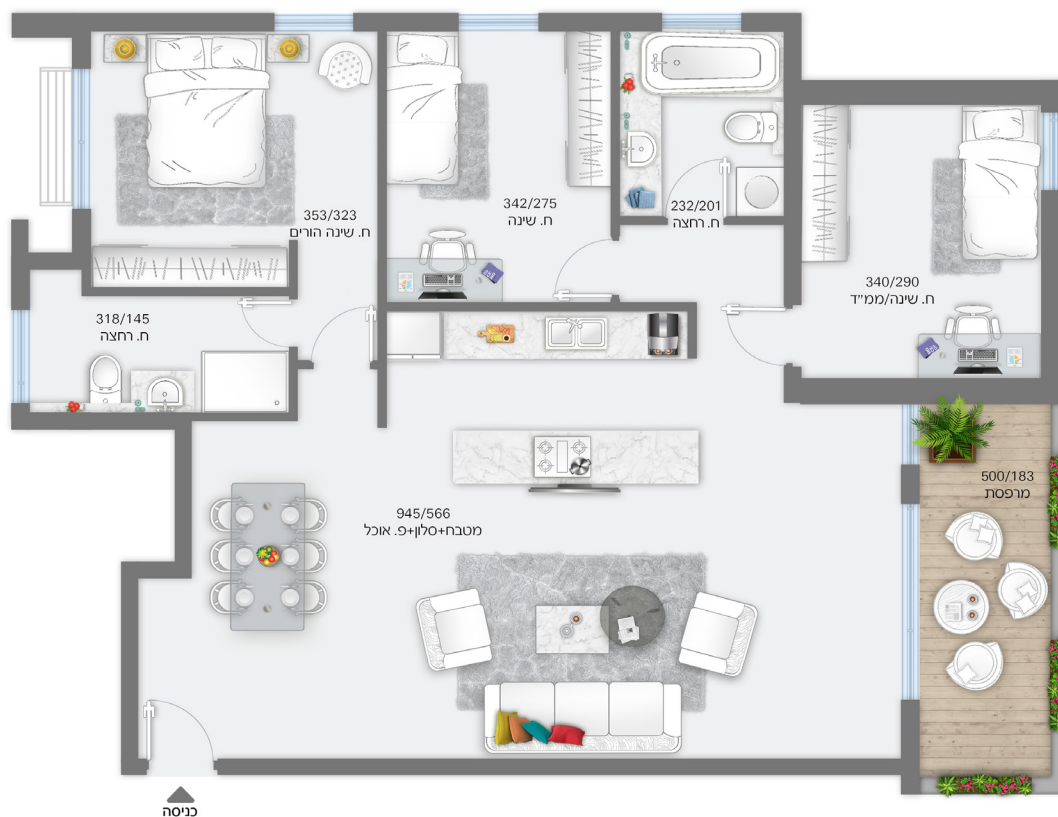 353/323
ח. שינה הורים
342/275
ח. שינה
232/201
ח. רחצה
340/290
ח. שינה/ממ״ד
318/145
ח. רחצה
500/183
מרפסת
945/566
מטבח+סלון+פ. אוכל
כניסה